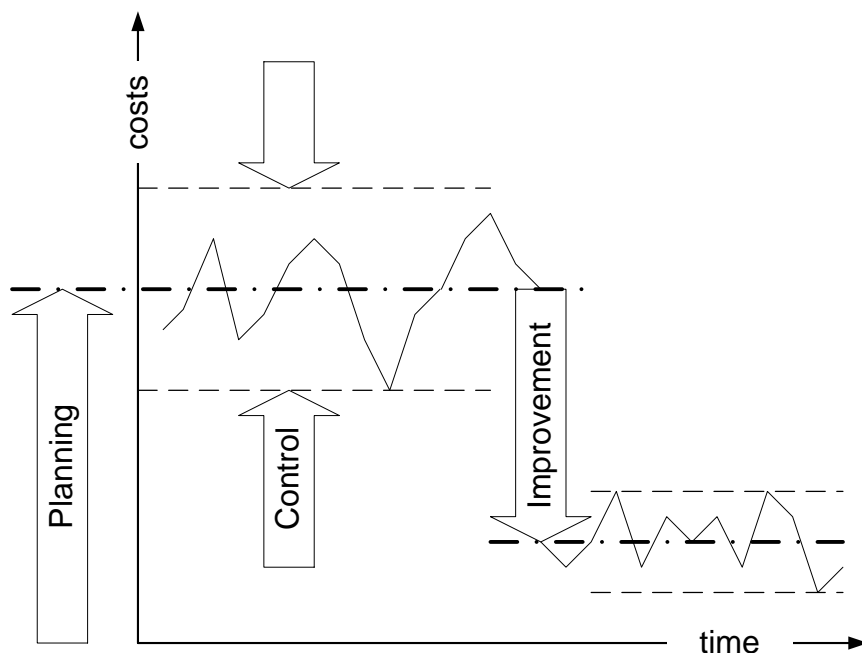 costs
Planning
Control
Improvement
time